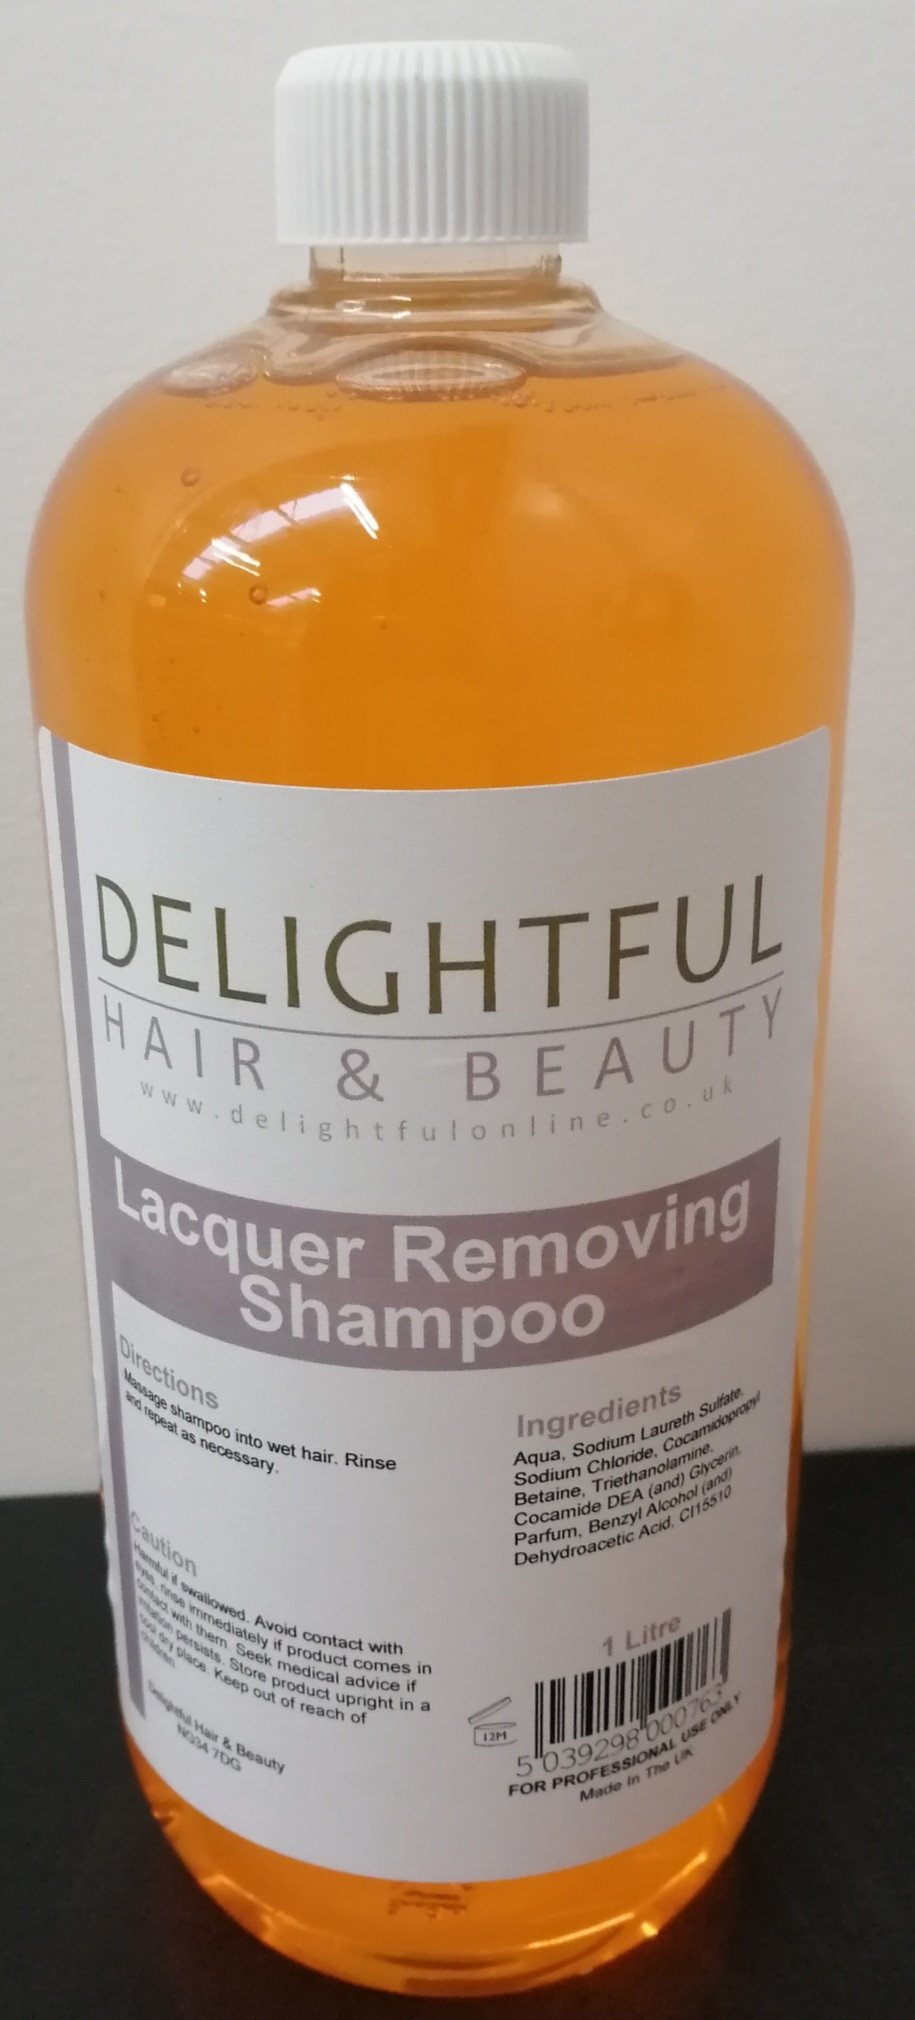 DELIGHTFUL
HAIR & BEAUTY
www.delightfulonline.co.uk
Lacquer Removing
Shampoo
Directions
Massage shampoo into wet hair. Rinse
and repeat as necessary.
Caution
Harmful if swallowed. Avoid contact with
eyes, rinse immediately if product comes in
contact with them. Seek medical advice if
irritation persists. Store product upright in a
cool dry place. Keep out of reach of
children
Delightful Hair & Beauty
NG34 7DG
Ingredients
Aqua, Sodium Laureth Sulfate,
Sodium Chloride, Cocamidopropyl
Betaine, Triethanolamine,
Cocamide DEA (and) Glycerin,
Parfum, Benzyl Alcohol (and)
Dehydroacetic Acid, CI15510
1 Litre
12M
5 039298 000763
FOR PROFESSIONAL USE ONLY
Made in The UK